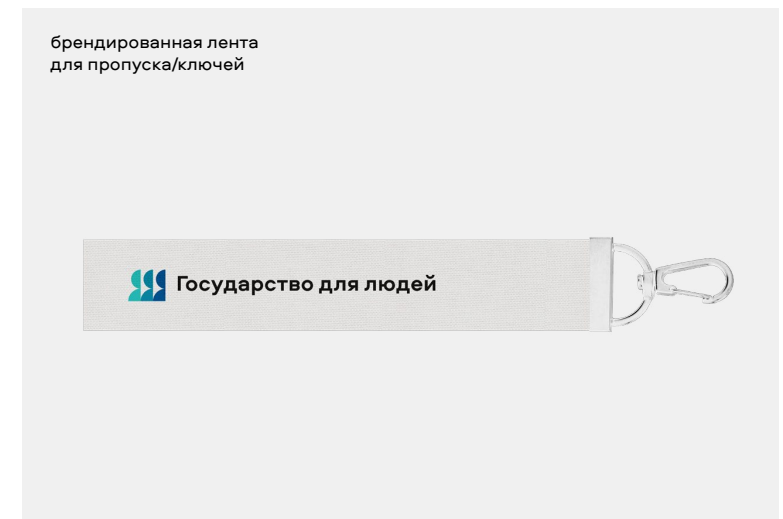 брендированная лента
для пропуска/ключей
Государство для людей